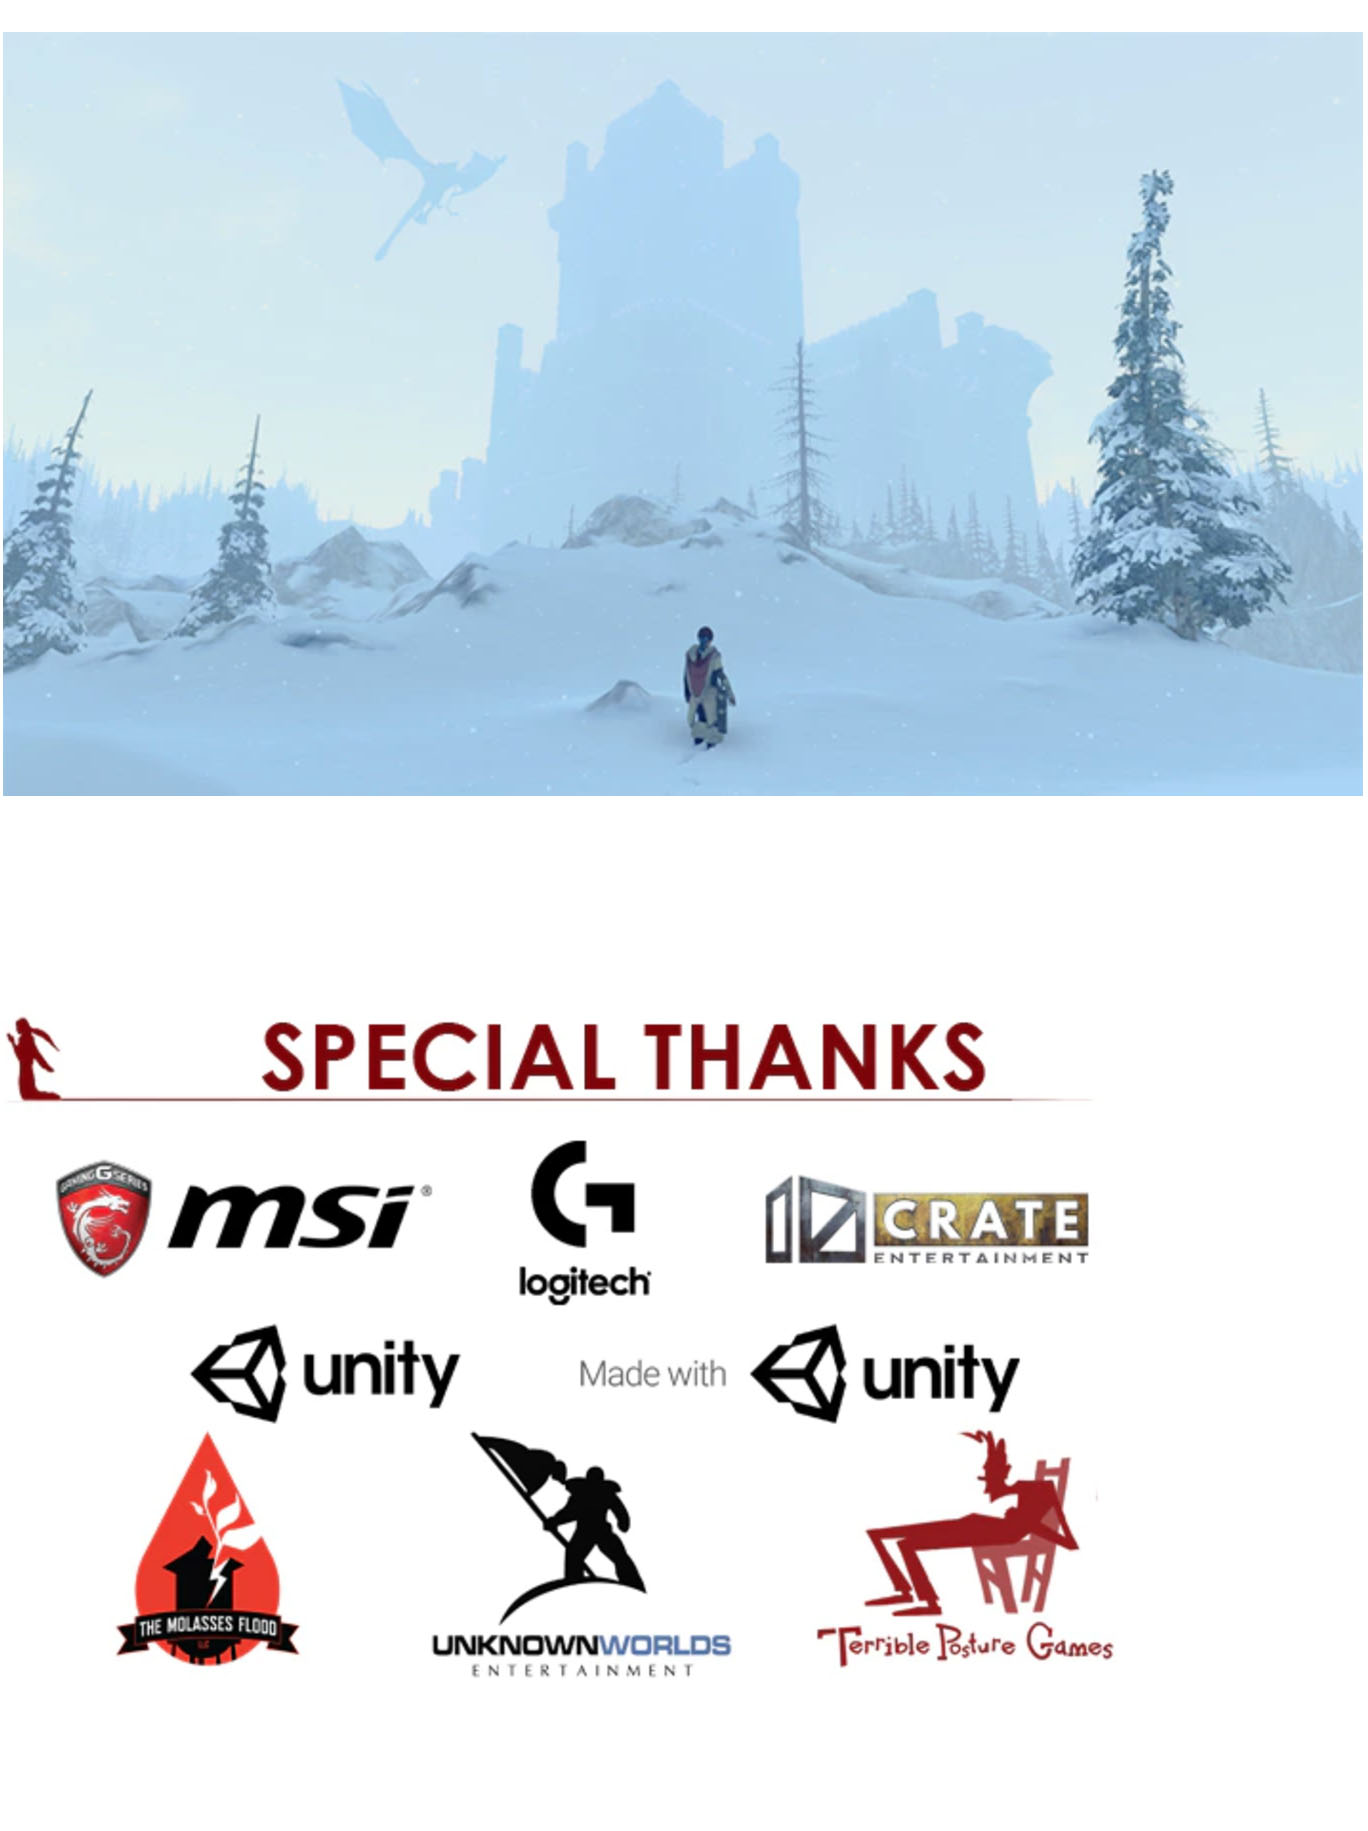 SPECIAL THANKS
GAMING G SERIES
msi®
G
logitech
CRATE
ENTERTAINMENT
unity
Made with unity
THE MOLASSES FLOOD
LLC
UNKNOWNWORLDS
ENTERTAINMENT
Terrible Posture Games